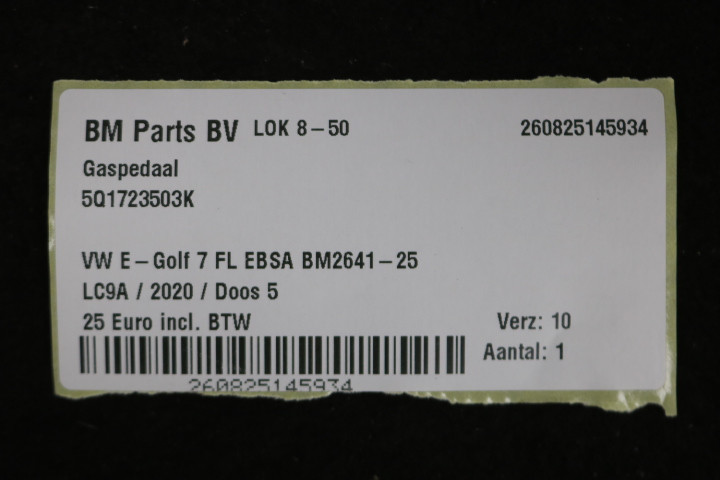 BM Parts BV LOK 8-50 260825145934
Gaspedaal
5Q1723503K
VW E-Golf 7 FL EBSA BM2641-25
LC9A / 2020 / Doos 5
25 Euro incl. BTW Verz: 10
Aantal: 1
260825145934